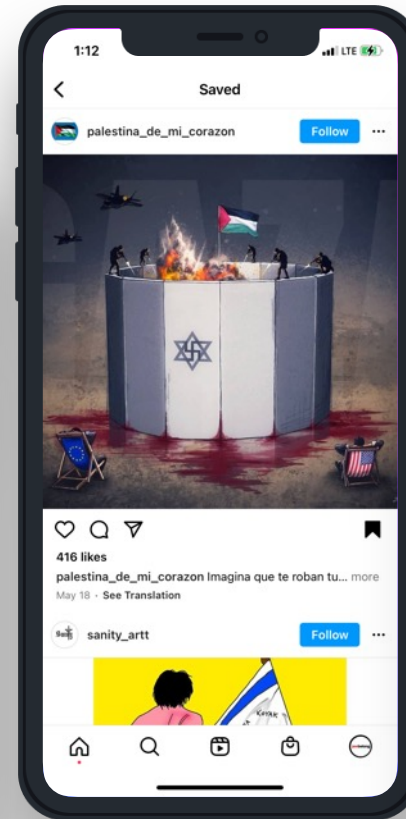 1:12
LTE
Saved
palestina_de_mi_corazon
Follow
416 likes
palestina_de_mi_corazon Imagina que te roban tu... more
May 18 · See Translation
sanity_artt
Follow